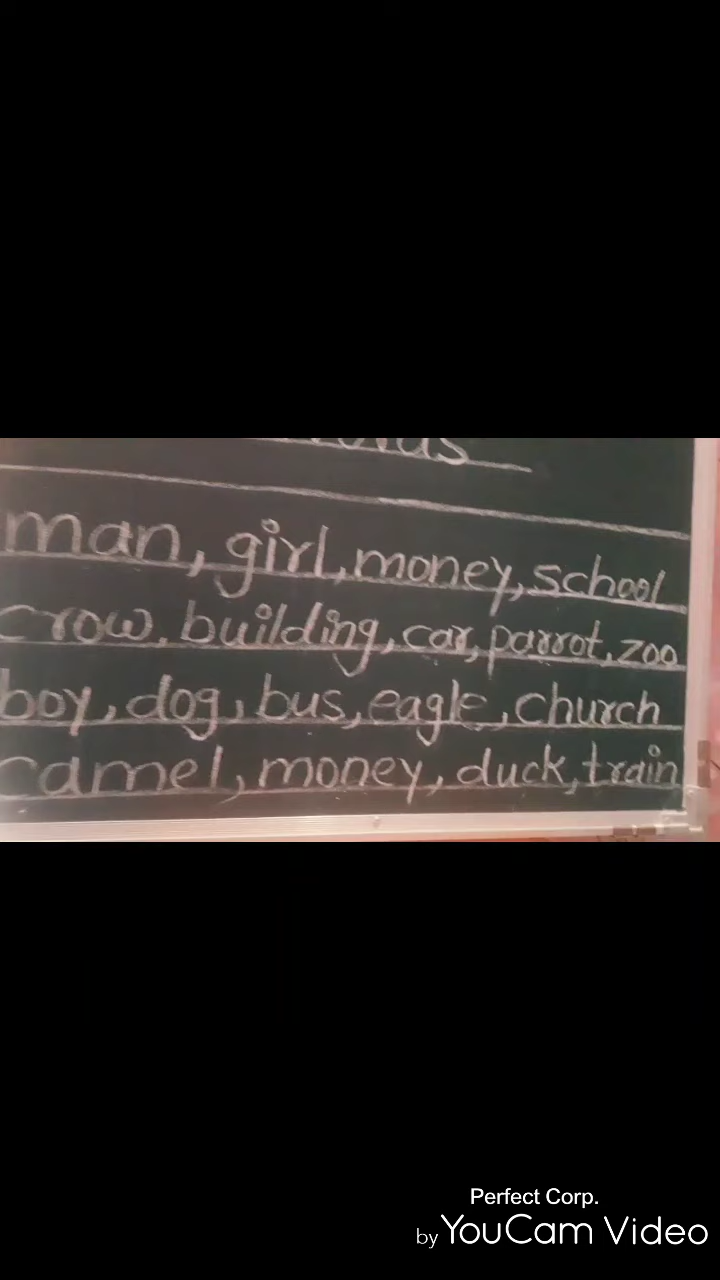 man, girl, money, school
crow, building, car, parrot, zoo
boy, dog, bus, eagle, church
camel, money, duck, train
Perfect Corp.
by YouCam Video